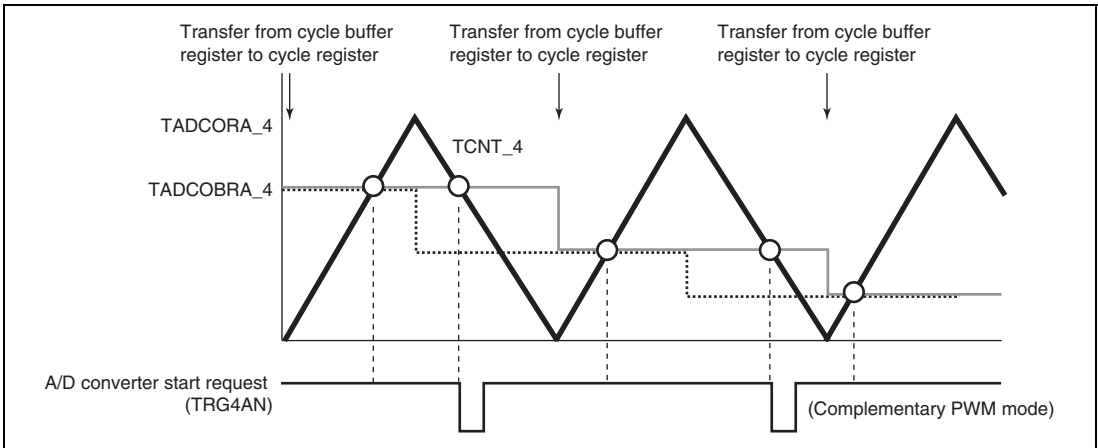 Transfer from cycle buffer
register to cycle register
Transfer from cycle buffer
register to cycle register
Transfer from cycle buffer
register to cycle register
TADCORA_4
TCNT_4
TADCOBRA_4
A/D converter start request
(TRG4AN)
(Complementary PWM mode)